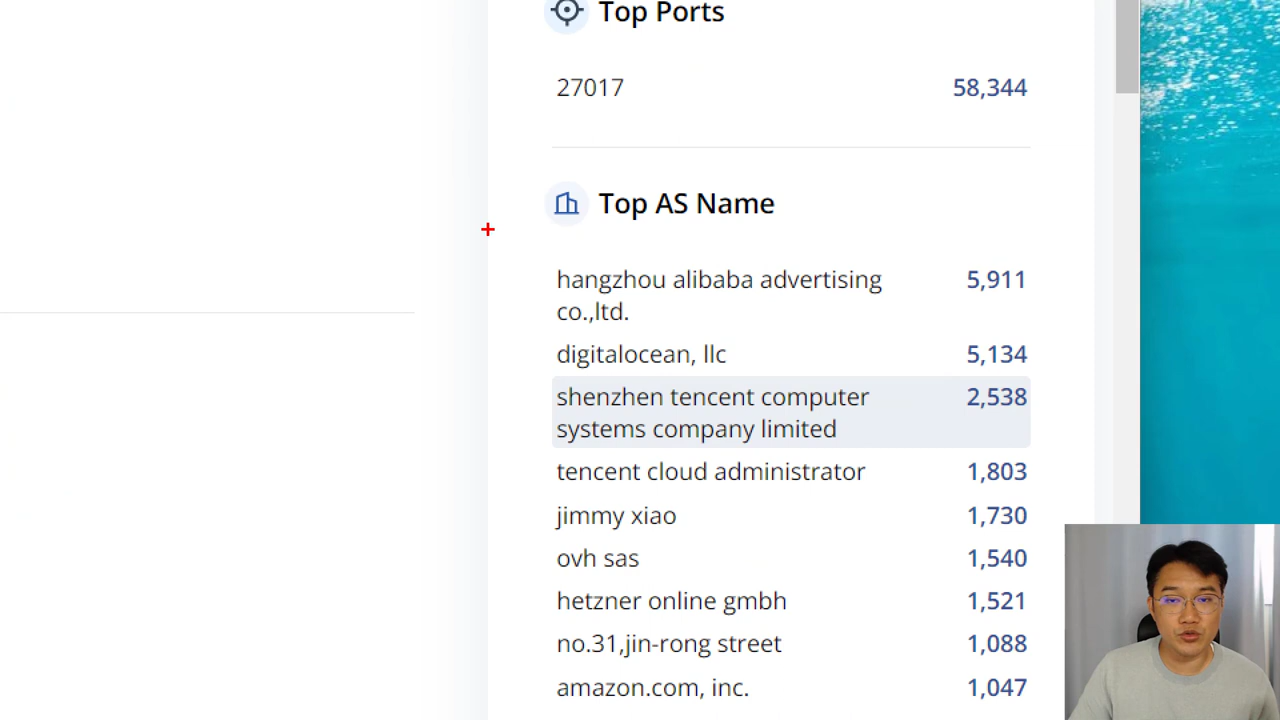 Top Ports
27017 58,344
Top AS Name
hangzhou alibaba advertising 5,911
co.,ltd.
digitalocean, llc 5,134
shenzhen tencent computer 2,538
systems company limited
tencent cloud administrator 1,803
jimmy xiao 1,730
ovh sas 1,540
hetzner online gmbh 1,521
no.31,jin-rong street 1,088
amazon.com, inc. 1,047